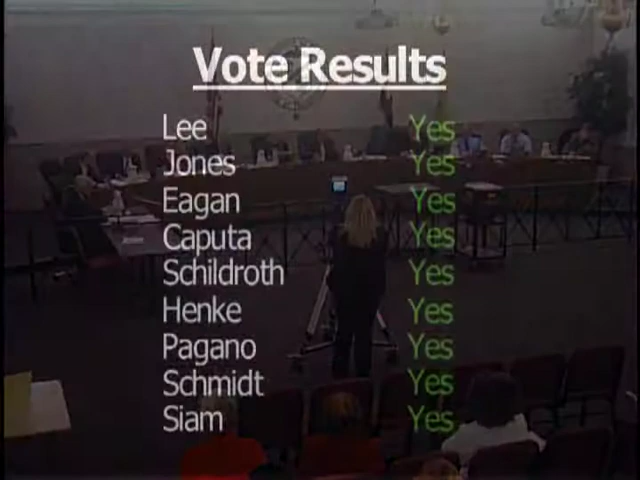 Vote Results
Lee Yes
Jones Yes
Eagan Yes
Caputa Yes
Schildroth Yes
Henke Yes
Pagano Yes
Schmidt Yes
Siam Yes